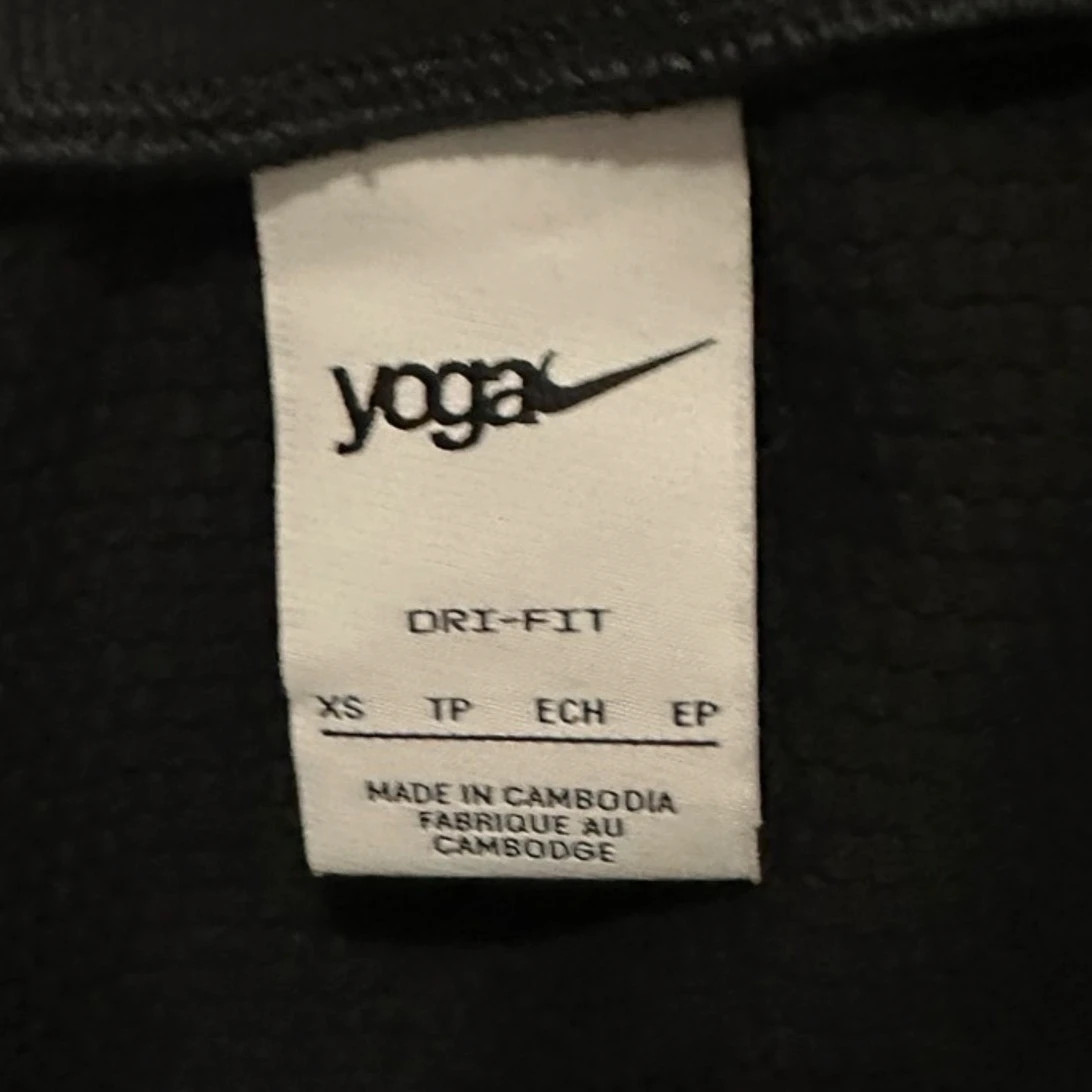 yoga
DRI-FIT
XS TP ECH EP
MADE IN CAMBODIA
FABRIQUE AU
CAMBODGE